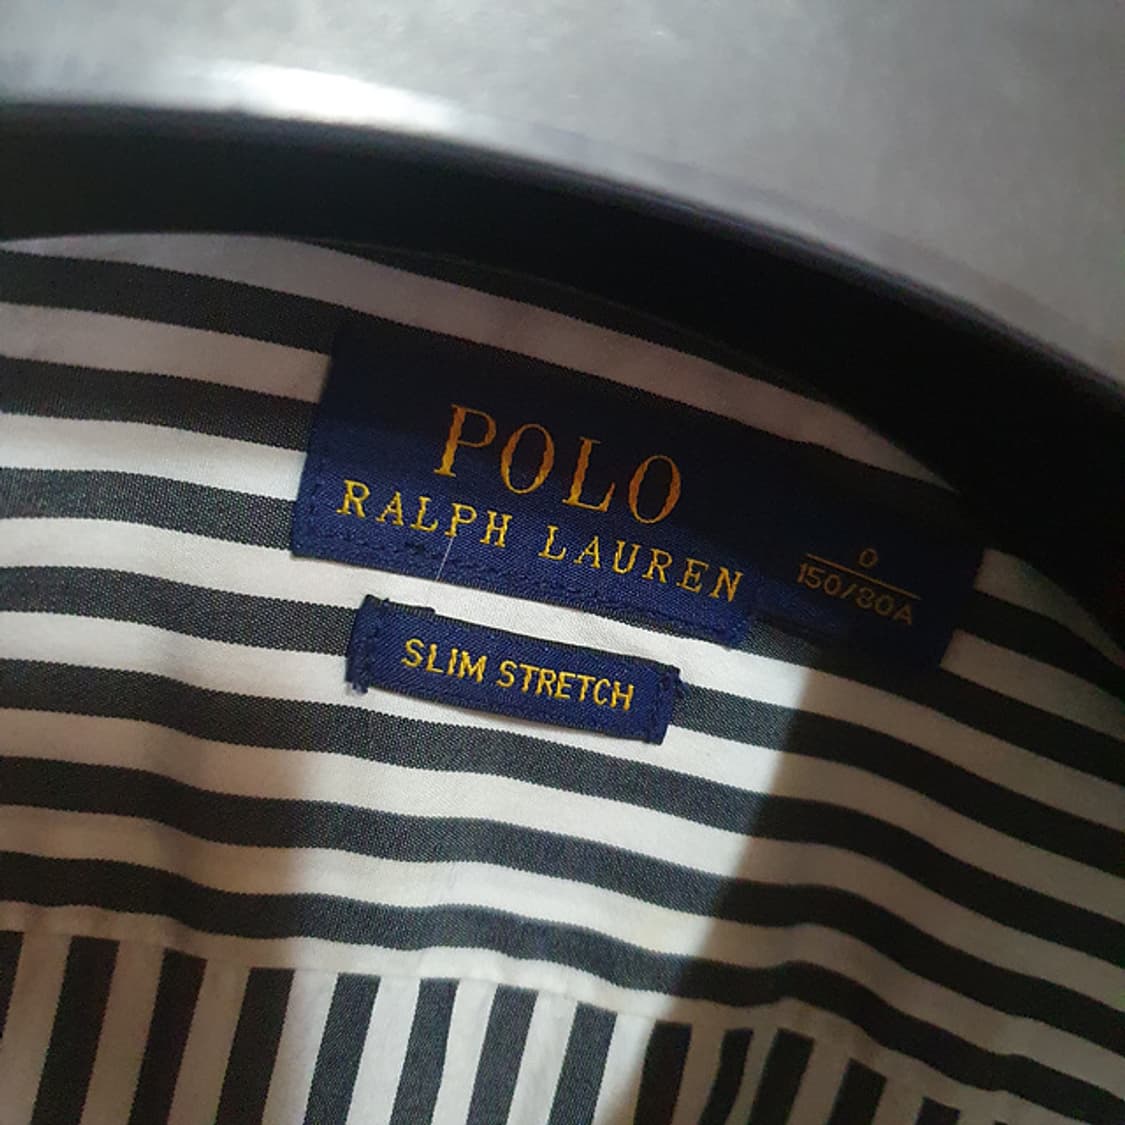 POLO
RALPH LAUREN
0
150/80A
SLIM STRETCH